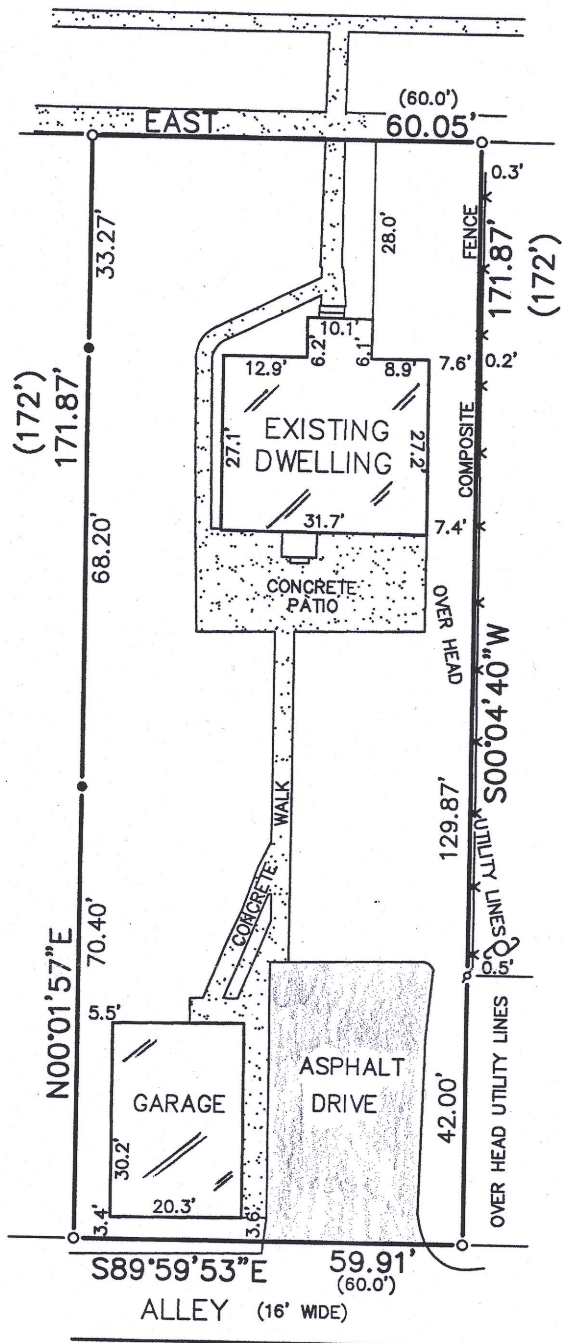 (60.0')
EAST 60.05'
0.3'
33.27'
28.0'
FENCE
171.87'
(172')
10.1'
6.2'
6.1'
12.9'
8.9'
7.6'
0.2'
(172')
171.87'
EXISTING
DWELLING
27.1'
27.2'
COMPOSITE
31.7'
7.4'
68.20'
CONCRETE
PATIO
OVER HEAD
S00°04'40"W
WALK
129.87'
UTILITY LINES
CONCRETE
70.40'
N00°01'57"E
0.5'
5.5'
ASPHALT
DRIVE
GARAGE
42.00'
OVER HEAD UTILITY LINES
30.2'
20.3'
3.4'
3.6'
S89°59'53"E 59.91'
(60.0')
ALLEY (16' WIDE)